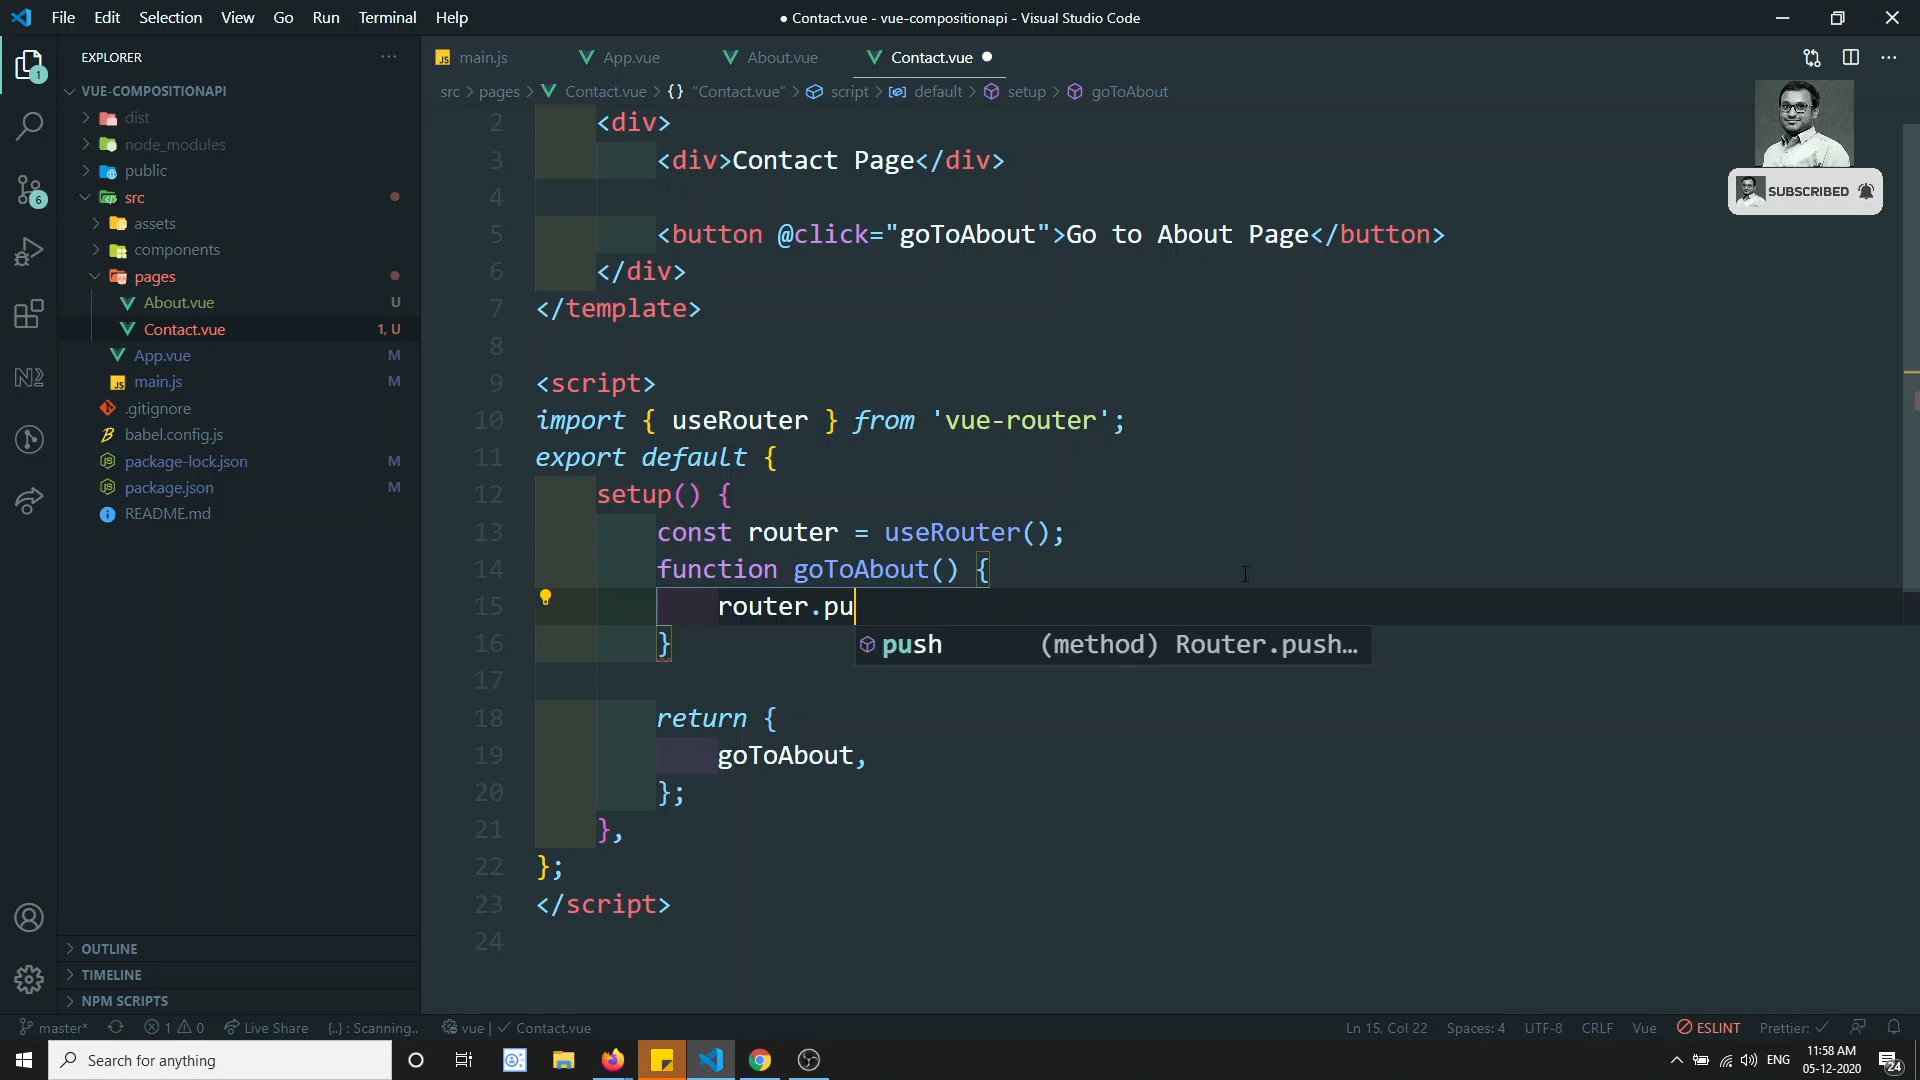 File Edit Selection View Go Run Terminal Help
● Contact.vue - vue-compositionapi - Visual Studio Code
EXPLORER
VUE-COMPOSITIONAPI
dist
node_modules
public
src
assets
components
pages
About.vue U
Contact.vue 1, U
App.vue M
main.js M
.gitignore
babel.config.js
package-lock.json M
package.json M
README.md
OUTLINE
TIMELINE
NPM SCRIPTS
1
6
main.js App.vue About.vue Contact.vue
src > pages > Contact.vue > {} "Contact.vue" > script > default > setup > goToAbout
SUBSCRIBED
2 <div>
3 <div>Contact Page</div>
4
5 <button @click="goToAbout">Go to About Page</button>
6 </div>
7 </template>
8
9 <script>
10 import { useRouter } from 'vue-router';
11 export default {
12 setup() {
13 const router = useRouter();
14 function goToAbout() {
15 router.pu
16 }
push (method) Router.push…
17
18 return {
19 goToAbout,
20 };
21 },
22 };
23 </script>
24
master* 1 0 Live Share {..} : Scanning.. vue | ✓ Contact.vue
Ln 15, Col 22 Spaces: 4 UTF-8 CRLF Vue ESLINT Prettier: ✓
Search for anything
ENG
11:58 AM
05-12-2020
24